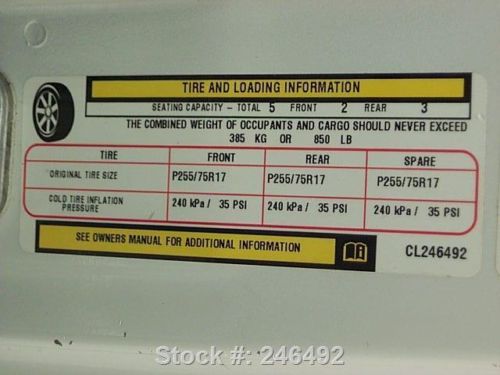 TIRE AND LOADING INFORMATION
SEATING CAPACITY - TOTAL 5 FRONT 2 REAR 3
THE COMBINED WEIGHT OF OCCUPANTS AND CARGO SHOULD NEVER EXCEED
385 KG OR 850 LB
TIRE FRONT REAR SPARE
ORIGINAL TIRE SIZE P255/75R17 P255/75R17 P255/75R17
COLD TIRE INFLATION PRESSURE 240 kPa / 35 PSI 240 kPa / 35 PSI 240 kPa / 35 PSI
SEE OWNERS MANUAL FOR ADDITIONAL INFORMATION
CL246492
Stock #: 246492